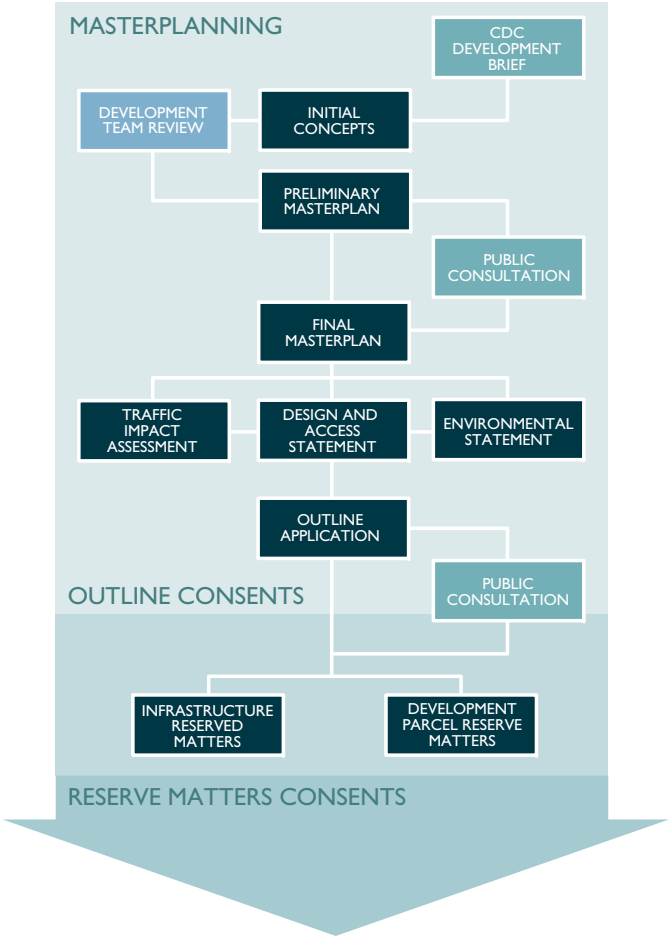 MASTERPLANNING
CDC
DEVELOPMENT
BRIEF
DEVELOPMENT
TEAM REVIEW
INITIAL
CONCEPTS
PRELIMINARY
MASTERPLAN
PUBLIC
CONSULTATION
FINAL
MASTERPLAN
TRAFFIC
IMPACT
ASSESSMENT
DESIGN AND
ACCESS
STATEMENT
ENVIRONMENTAL
STATEMENT
OUTLINE
APPLICATION
PUBLIC
CONSULTATION
OUTLINE CONSENTS
INFRASTRUCTURE
RESERVED
MATTERS
DEVELOPMENT
PARCEL RESERVE
MATTERS
RESERVE MATTERS CONSENTS